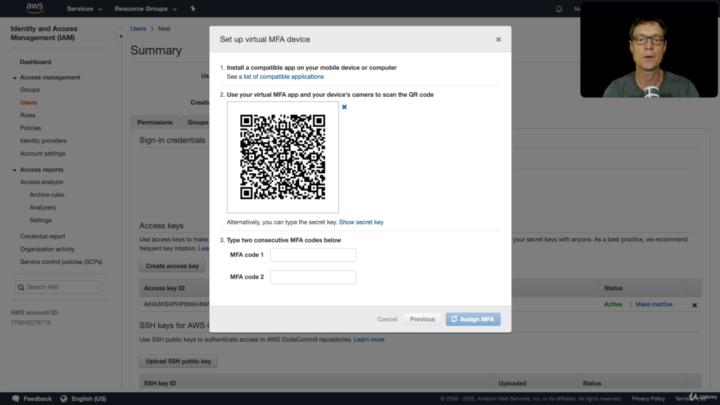 aws
Services
Resource Groups
Identity and Access
Management (IAM)
Dashboard
Access management
Groups
Users
Roles
Policies
Identity providers
Account settings
Access reports
Access analyzer
Archive rules
Analyzers
Settings
Credential report
Organization activity
Service control policies (SCPs)
Search IAM
AWS account ID:
Users > Neal
Summary
Permissions
Groups
Sign-in credentials
Access keys
Use access keys to make
your secret keys with anyone. As a best practice, we recommend
frequent key rotation.
Create access key
Access key ID
Status
Active | Make inactive
SSH keys for AWS
Use SSH public keys to authenticate access to AWS CodeCommit repositories. Learn more
Upload SSH public key
SSH key ID
Uploaded
Status
Set up virtual MFA device
1. Install a compatible app on your mobile device or computer
See a list of compatible applications
2. Use your virtual MFA app and your device's camera to scan the QR code
Alternatively, you can type the secret key. Show secret key
3. Type two consecutive MFA codes below
MFA code 1
MFA code 2
Cancel
Previous
Assign MFA
Feedback
English (US)
© 2008 - 2020, Amazon Web Services, Inc. or its affiliates. All rights reserved.
Privacy Policy
Udemy